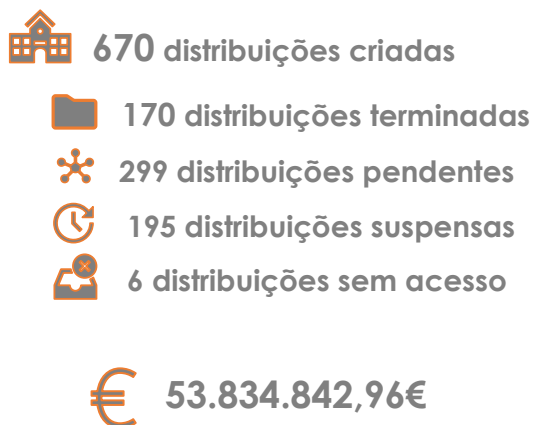 670 distribuições criadas
170 distribuições terminadas
299 distribuições pendentes
195 distribuições suspensas
6 distribuições sem acesso
€ 53.834.842,96€